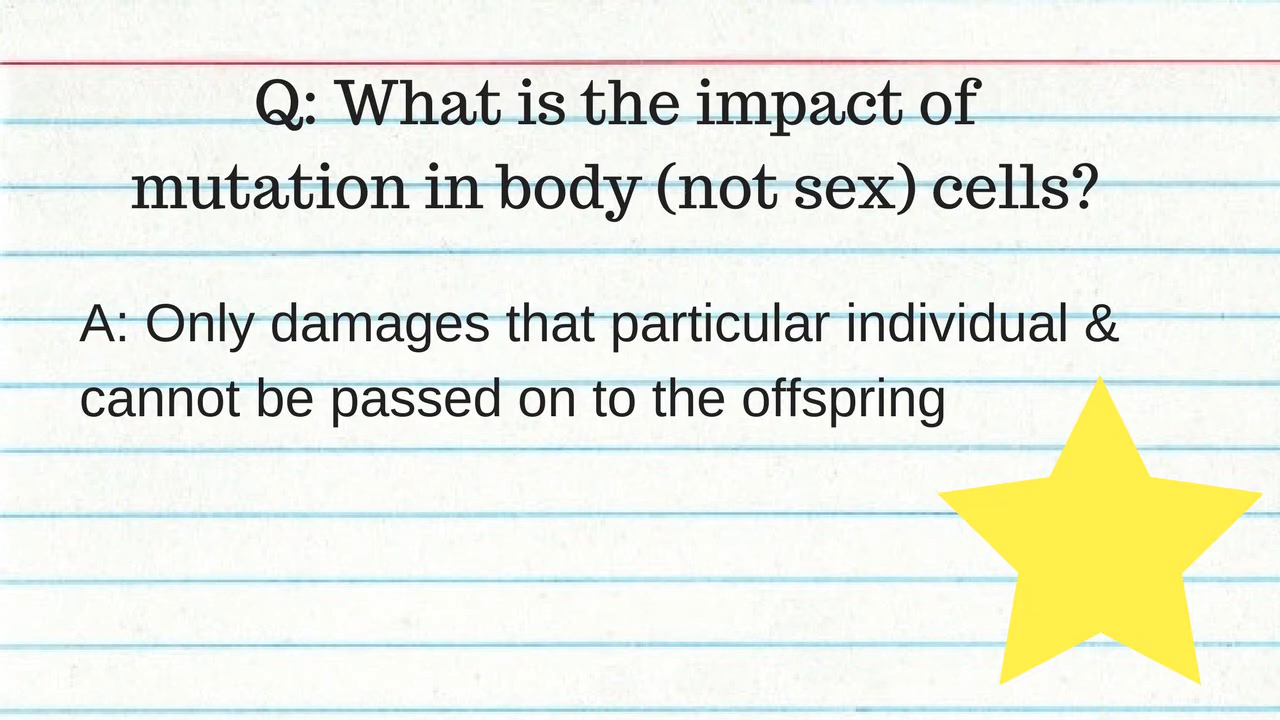 Q: What is the impact of
mutation in body (not sex) cells?
A: Only damages that particular individual &
cannot be passed on to the offspring